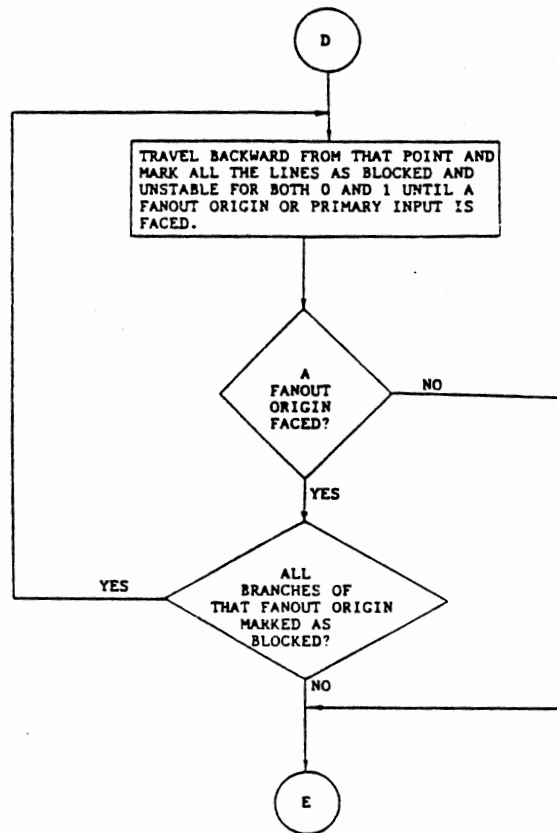 D
TRAVEL BACKWARD FROM THAT POINT AND
MARK ALL THE LINES AS BLOCKED AND
UNSTABLE FOR BOTH 0 AND 1 UNTIL A
FANOUT ORIGIN OR PRIMARY INPUT IS
FACED.
A
FANOUT
ORIGIN
FACED?
NO
YES
ALL
BRANCHES OF
THAT FANOUT ORIGIN
MARKED AS
BLOCKED?
YES
NO
E